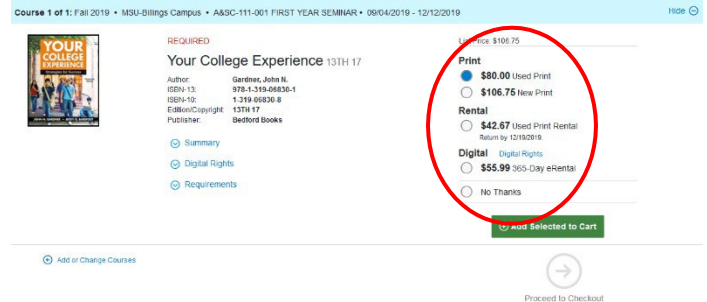 Course 1 of 1: Fall 2019 • MSU-Billings Campus • A&SC-111-001 FIRST YEAR SEMINAR • 09/04/2019 - 12/12/2019
Hide
YOUR
COLLEGE
EXPERIENCE
Strategies for Success
REQUIRED
Your College Experience 13TH 17
Author: Gardner, John N.
ISBN-13: 978-1-319-06830-1
ISBN-10: 1-319-06830-8
Edition/Copyright: 13TH 17
Publisher: Bedford Books
Summary
Digital Rights
Requirements
List Price: $106.75
Print
$80.00 Used Print
$106.75 New Print
Rental
$42.67 Used Print Rental
Return by 12/19/2019.
Digital Digital Rights
$55.99 365-Day eRental
No Thanks
Add Selected to Cart
Add or Change Courses
Proceed to Checkout